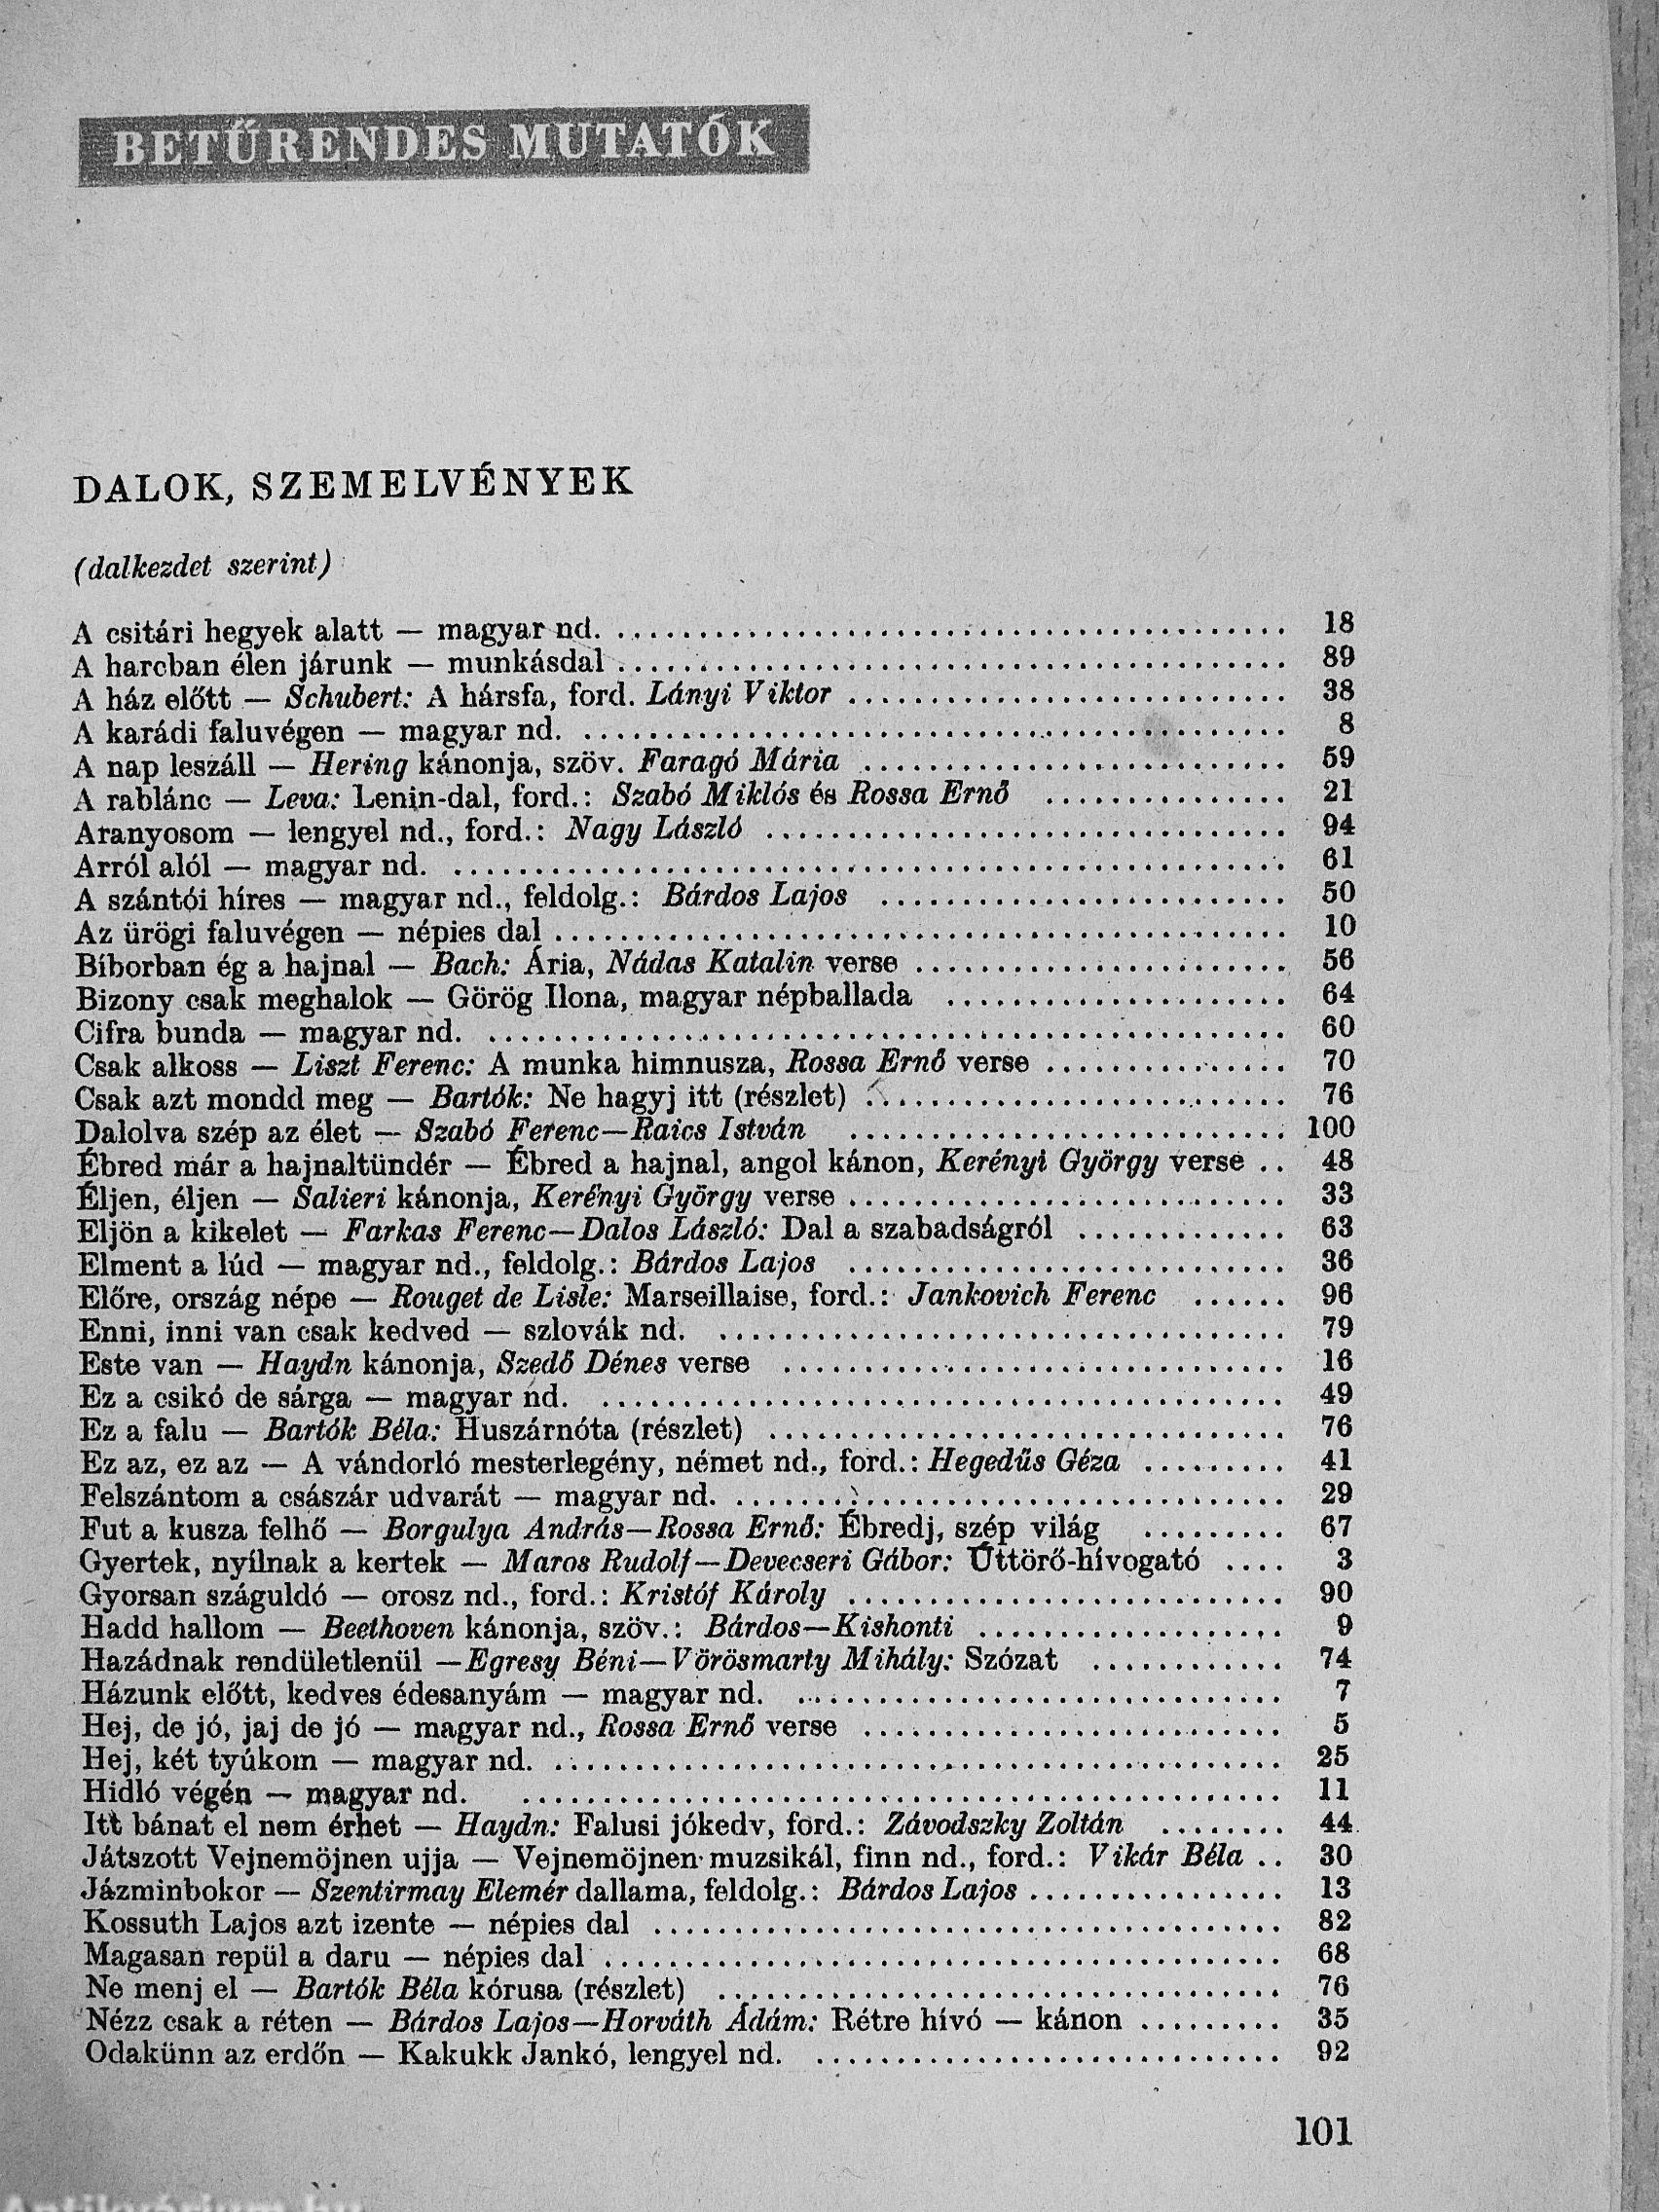 BETŰRENDES MUTATÓK
DALOK, SZEMELVÉNYEK
(dalkezdet szerint)
A csitári hegyek alatt — magyar nd. .......... 18
A harcban élen járunk — munkásdal .......... 89
A ház előtt — Schubert: A hársfa, ford. Lányi Viktor .......... 38
A karádi faluvégen — magyar nd. .......... 8
A nap leszáll — Hering kánonja, szöv. Faragó Mária .......... 59
A rablánc — Leva: Lenin-dal, ford.: Szabó Miklós és Rossa Ernő .......... 21
Aranyosom — lengyel nd., ford.: Nagy László .......... 94
Arról alól — magyar nd. .......... 61
A szántói híres — magyar nd., feldolg.: Bárdos Lajos .......... 50
Az ürögi faluvégen — népies dal .......... 10
Bíborban ég a hajnal — Bach: Ária, Nádas Katalin verse .......... 56
Bizony csak meghalok — Görög Ilona, magyar népballada .......... 64
Cifra bunda — magyar nd. .......... 60
Csak alkoss — Liszt Ferenc: A munka himnusza, Rossa Ernő verse .......... 70
Csak azt mondd meg — Bartók: Ne hagyj itt (részlet) .......... 76
Dalolva szép az élet — Szabó Ferenc—Raics István .......... 100
Ébred már a hajnaltündér — Ébred a hajnal, angol kánon, Kerényi György verse .. 48
Éljen, éljen — Salieri kánonja, Kerényi György verse .......... 33
Eljön a kikelet — Farkas Ferenc—Dalos László: Dal a szabadságról .......... 63
Elment a lúd — magyar nd., feldolg.: Bárdos Lajos .......... 36
Előre, ország népe — Rouget de Lisle: Marseillaise, ford.: Jankovich Ferenc ...... 96
Enni, inni van csak kedved — szlovák nd. .......... 79
Este van — Haydn kánonja, Szedő Dénes verse .......... 16
Ez a csikó de sárga — magyar nd. .......... 49
Ez a falu — Bartók Béla: Huszárnóta (részlet) .......... 76
Ez az, ez az — A vándorló mesterlegény, német nd., ford.: Hegedűs Géza ......... 41
Felszántom a császár udvarát — magyar nd. .......... 29
Fut a kusza felhő — Borgulya András—Rossa Ernő: Ébredj, szép világ ......... 67
Gyertek, nyílnak a kertek — Maros Rudolf—Devecseri Gábor: Úttörő-hívogató .... 3
Gyorsan száguldó — orosz nd., ford.: Kristóf Károly .......... 90
Hadd hallom — Beethoven kánonja, szöv.: Bárdos—Kishonti .......... 9
Hazádnak rendületlenül —Egresy Béni—Vörösmarty Mihály: Szózat .......... 74
Házunk előtt, kedves édesanyám — magyar nd. .......... 7
Hej, de jó, jaj de jó — magyar nd., Rossa Ernő verse .......... 5
Hej, két tyúkom — magyar nd. .......... 25
Hidló végén — magyar nd. .......... 11
Itt bánat el nem érhet — Haydn: Falusi jókedv, ford.: Závodszky Zoltán ........ 44
Játszott Vejnemöjnen ujja — Vejnemöjnen muzsikál, finn nd., ford.: Vikár Béla .. 30
Jázminbokor — Szentirmay Elemér dallama, feldolg.: Bárdos Lajos .......... 13
Kossuth Lajos azt izente — népies dal .......... 82
Magasan repül a daru — népies dal .......... 68
Ne menj el — Bartók Béla kórusa (részlet) .......... 76
Nézz csak a réten — Bárdos Lajos—Horváth Ádám: Rétre hívó — kánon ......... 35
Odakünn az erdőn — Kakukk Jankó, lengyel nd. .......... 92
101
Antikvárium.hu